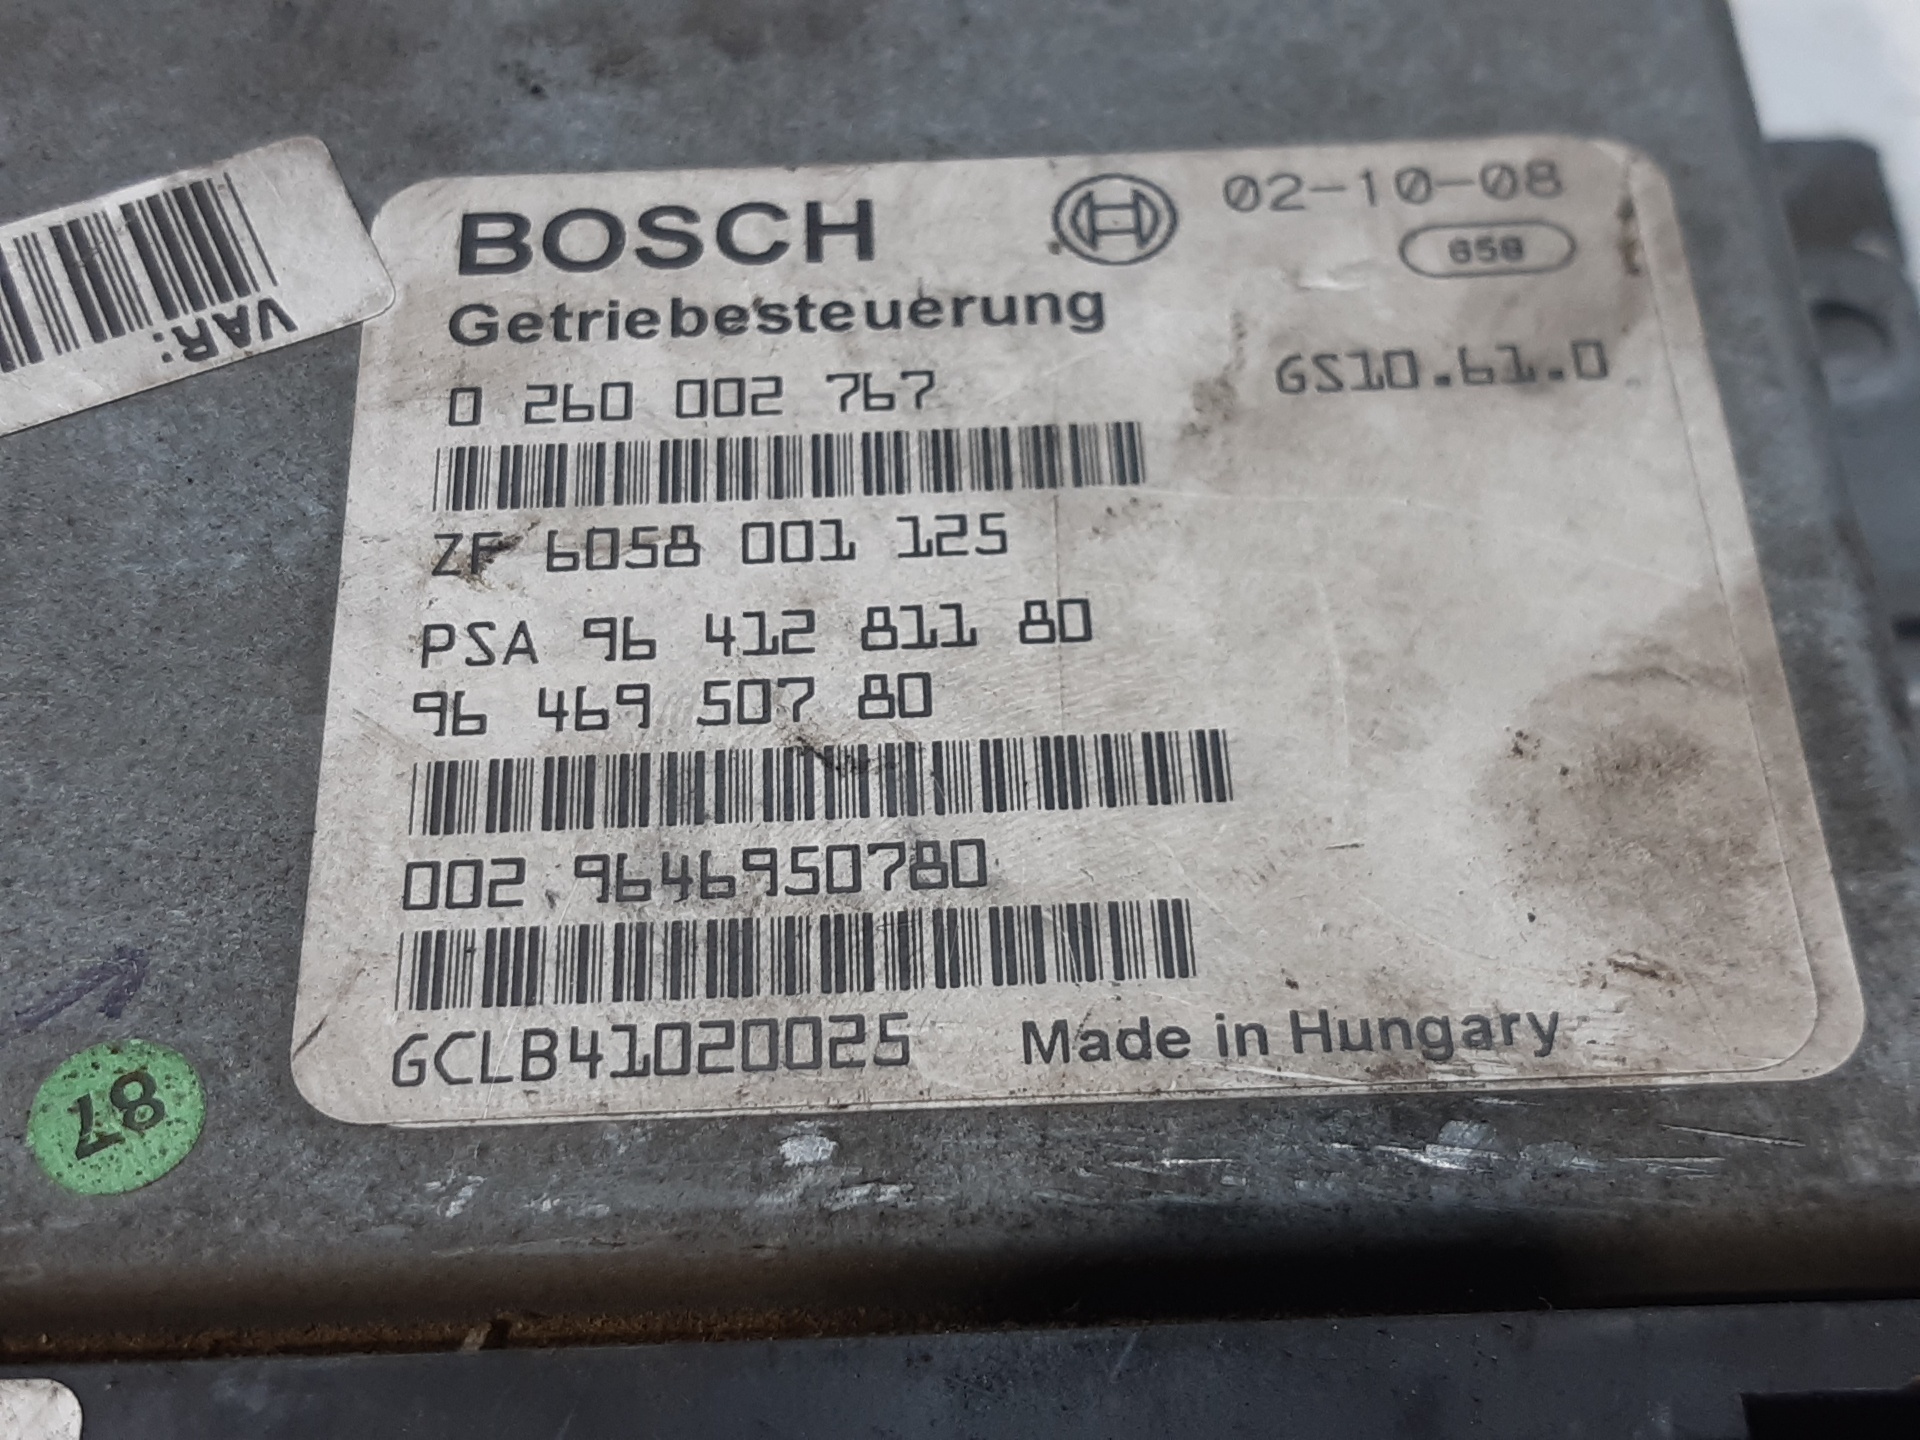 BOSCH
02-10-08
Getriebesteuerung
0 260 002 767
GS10.61.0
ZF 6058 001 125
PSA 96 412 811 80
96 469 507 80
002 9646950780
GCLB41020025
Made in Hungary
VAR:
87